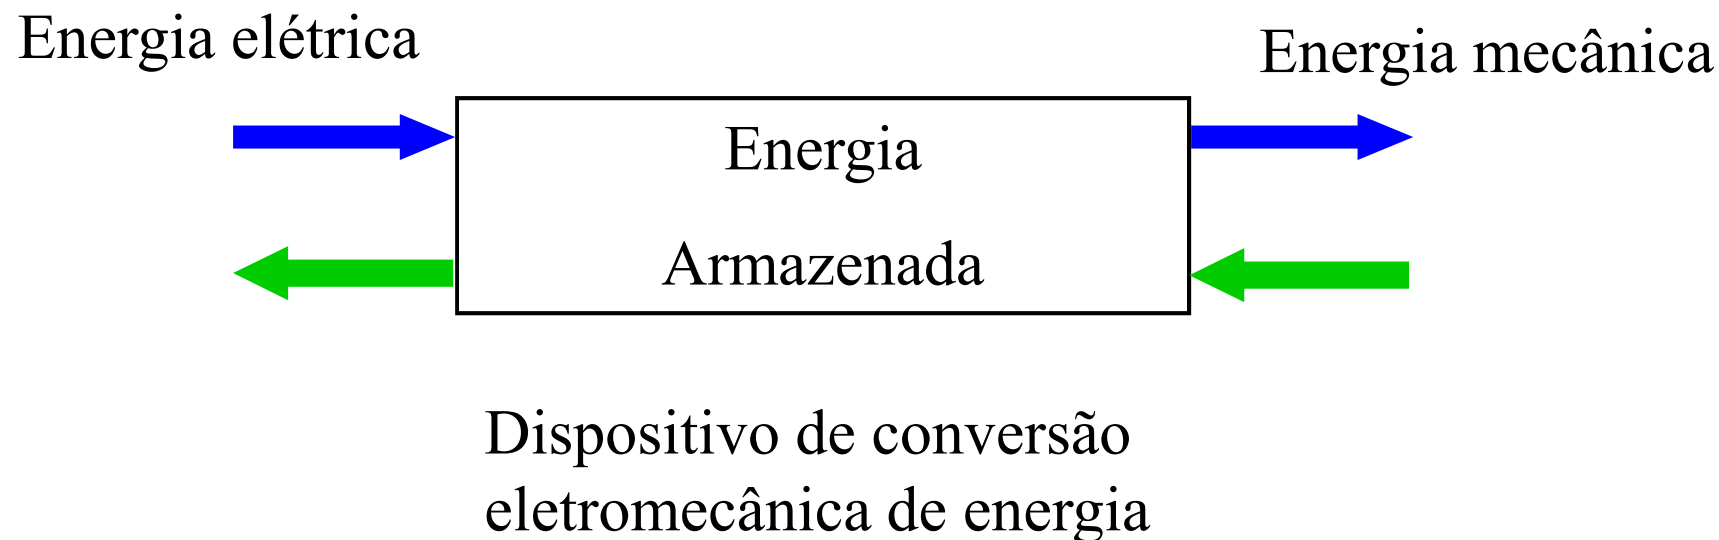 Energia elétrica
Energia mecânica
Energia
Armazenada
Dispositivo de conversão
eletromecânica de energia